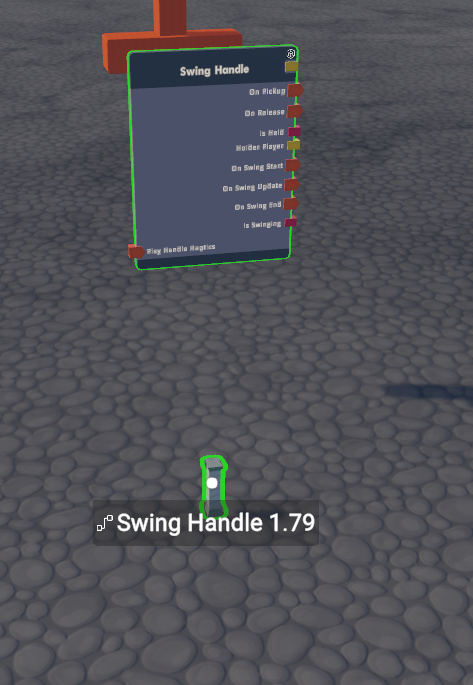 Swing Handle
On Pickup
On Release
Is Held
Holder Player
On Swing Start
On Swing Update
On Swing End
Is Swinging
Play Handle Haptics
Swing Handle 1.79